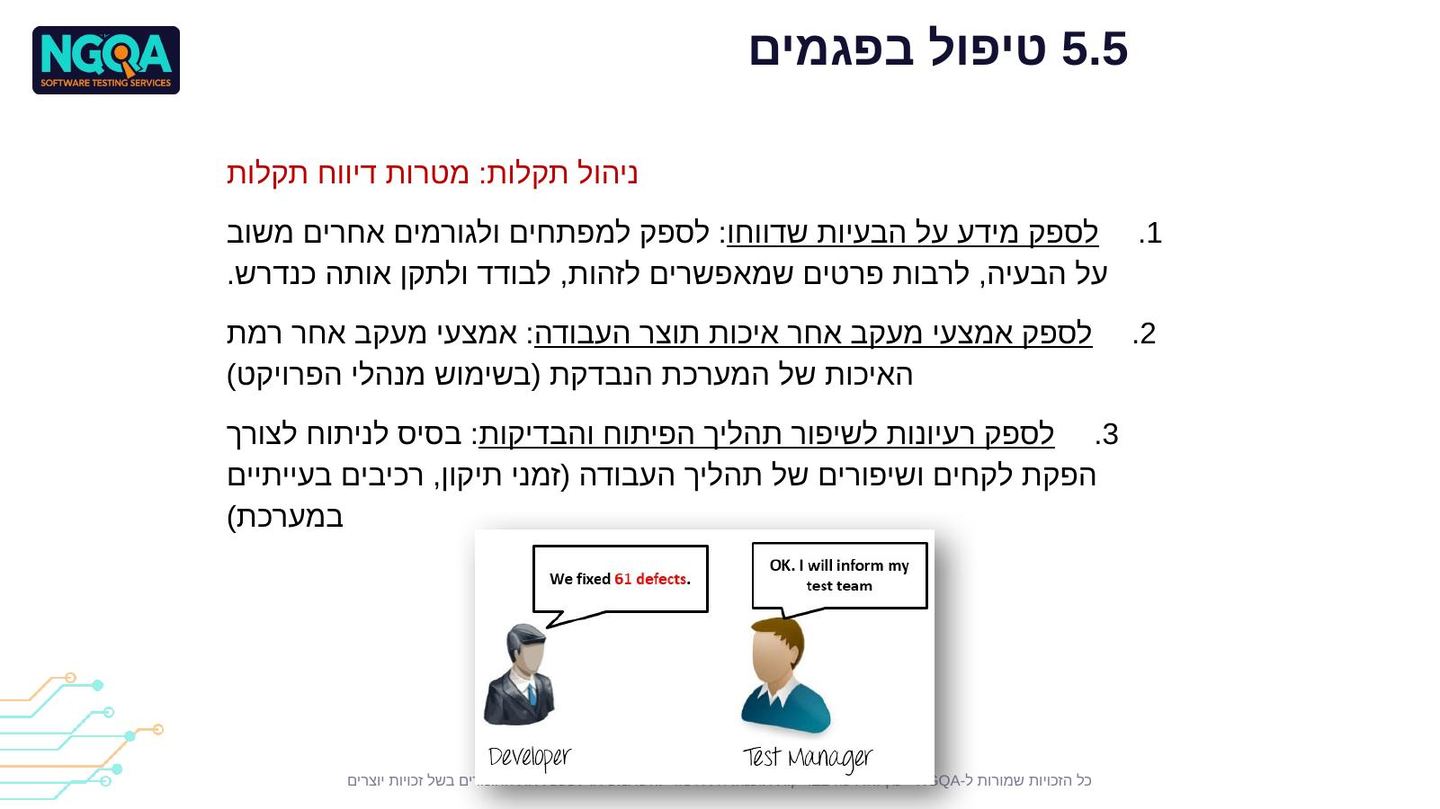 NGQA
SOFTWARE TESTING SERVICES
5.5 טיפול בפגמים
ניהול תקלות: מטרות דיווח תקלות
1. לספק מידע על הבעיות שדווחו: לספק למפתחים ולגורמים אחרים משוב
על הבעיה, לרבות פרטים שמאפשרים לזהות, לבודד ולתקן אותה כנדרש.
2. לספק אמצעי מעקב אחר איכות תוצר העבודה: אמצעי מעקב אחר רמת
האיכות של המערכת הנבדקת (בשימוש מנהלי הפרויקט)
3. לספק רעיונות לשיפור תהליך הפיתוח והבדיקות: בסיס לניתוח לצורך
הפקת לקחים ושיפורים של תהליך העבודה (זמני תיקון, רכיבים בעייתיים
במערכת)
We fixed 61 defects.
OK. I will inform my
test team
Developer
Test Manager
כל הזכויות שמורות ל-NGQA בשל זכויות יוצרים